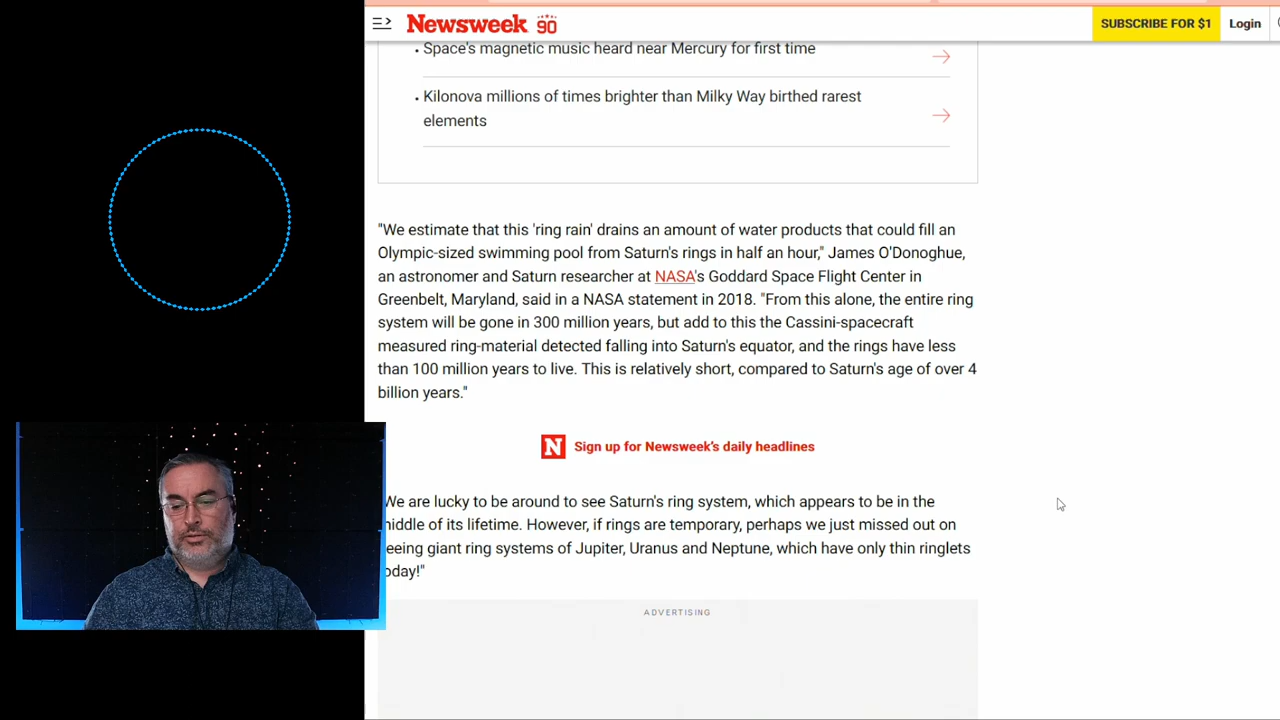 Newsweek 90
SUBSCRIBE FOR $1
Login
Space's magnetic music heard near Mercury for first time
Kilonova millions of times brighter than Milky Way birthed rarest
elements
"We estimate that this 'ring rain' drains an amount of water products that could fill an
Olympic-sized swimming pool from Saturn's rings in half an hour," James O'Donoghue,
an astronomer and Saturn researcher at NASA's Goddard Space Flight Center in
Greenbelt, Maryland, said in a NASA statement in 2018. "From this alone, the entire ring
system will be gone in 300 million years, but add to this the Cassini-spacecraft
measured ring-material detected falling into Saturn's equator, and the rings have less
than 100 million years to live. This is relatively short, compared to Saturn's age of over 4
billion years."
N Sign up for Newsweek's daily headlines
We are lucky to be around to see Saturn's ring system, which appears to be in the
iddle of its lifetime. However, if rings are temporary, perhaps we just missed out on
eeing giant ring systems of Jupiter, Uranus and Neptune, which have only thin ringlets
oday!"
ADVERTISING